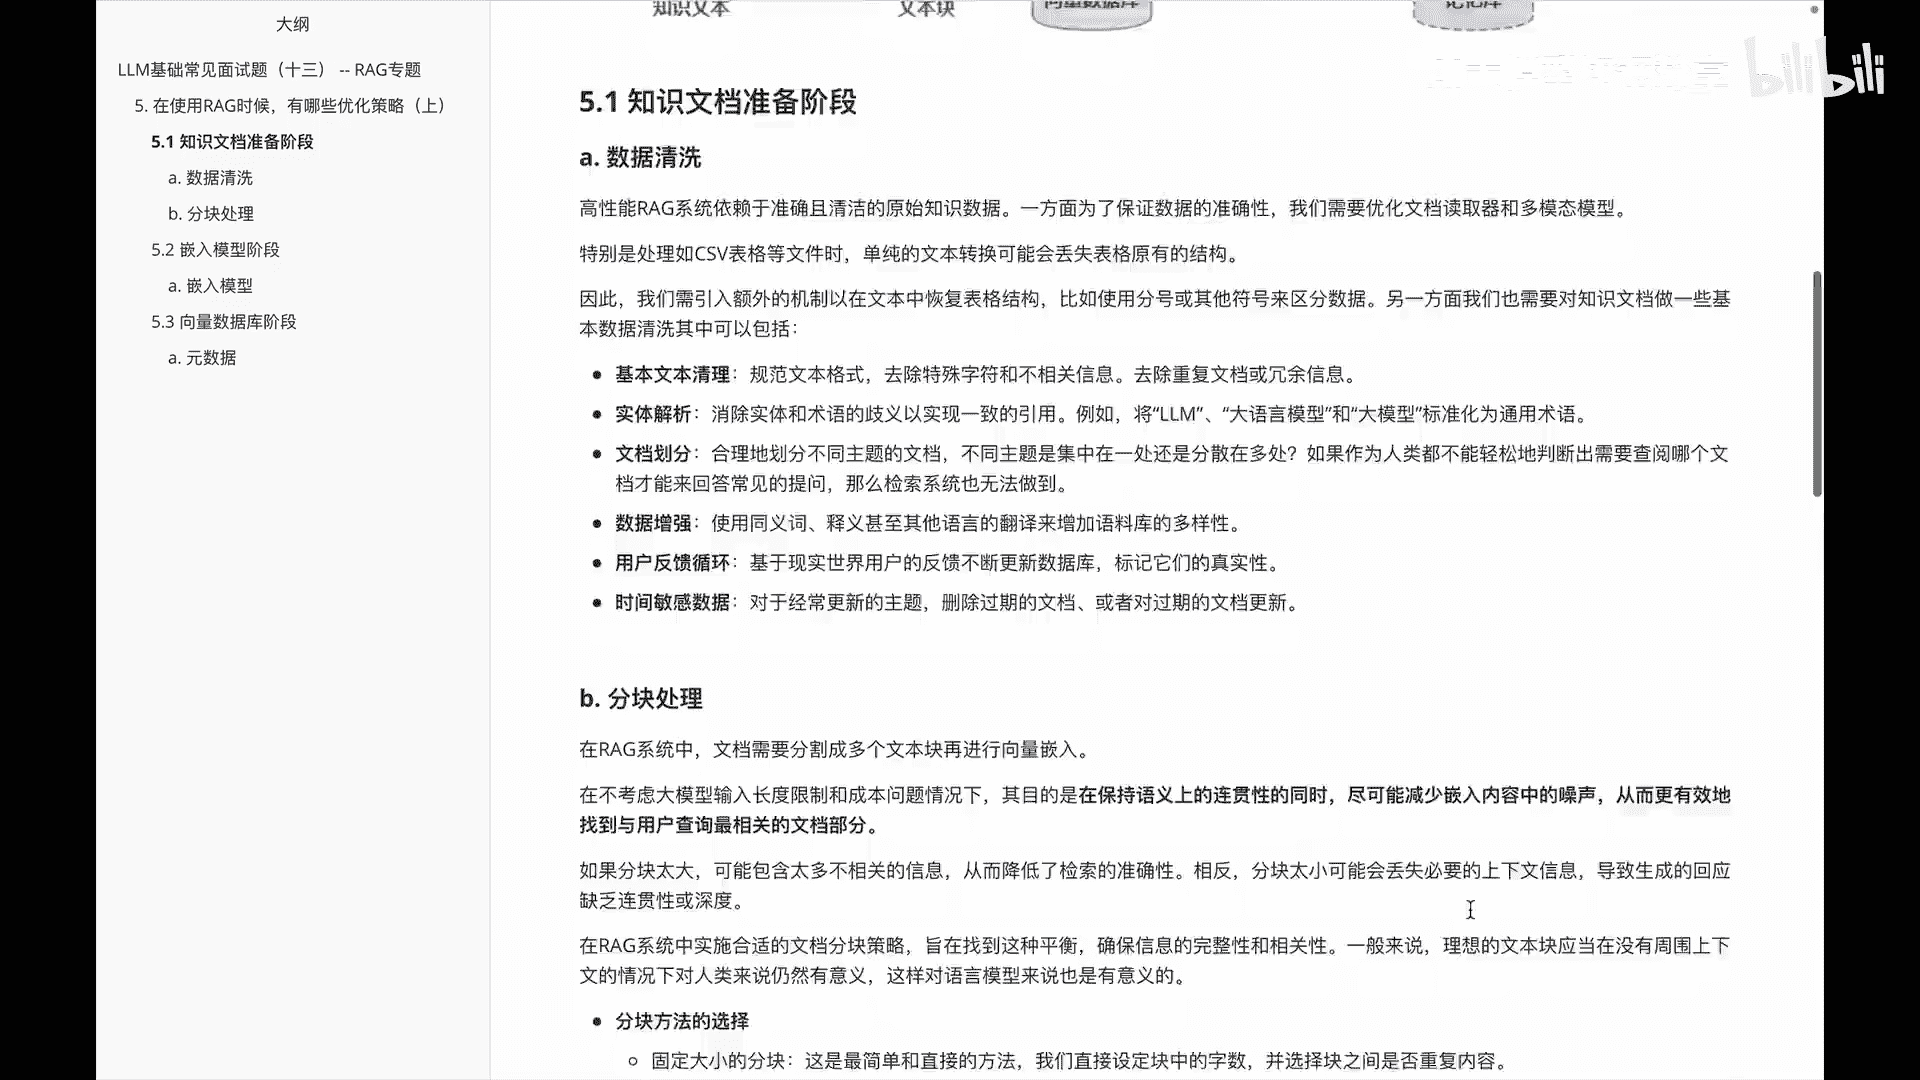 大纲
LLM基础常见面试题（十三） -- RAG专题
5. 在使用RAG时候，有哪些优化策略（上）
5.1 知识文档准备阶段
a. 数据清洗
b. 分块处理
5.2 嵌入模型阶段
a. 嵌入模型
5.3 向量数据库阶段
a. 元数据
知识文本
文本块
向量数据库
记忆库
bilibili
5.1 知识文档准备阶段
a. 数据清洗
高性能RAG系统依赖于准确且清洁的原始知识数据。一方面为了保证数据的准确性，我们需要优化文档读取器和多模态模型。
特别是处理如CSV表格等文件时，单纯的文本转换可能会丢失表格原有的结构。
因此，我们需引入额外的机制以在文本中恢复表格结构，比如使用分号或其他符号来区分数据。另一方面我们也需要对知识文档做一些基
本数据清洗其中可以包括：
基本文本清理：规范文本格式，去除特殊字符和不相关信息。去除重复文档或冗余信息。
实体解析：消除实体和术语的歧义以实现一致的引用。例如，将“LLM”、“大语言模型”和“大模型”标准化为通用术语。
文档划分：合理地划分不同主题的文档，不同主题是集中在一处还是分散在多处？如果作为人类都不能轻松地判断出需要查阅哪个文
档才能来回答常见的提问，那么检索系统也无法做到。
数据增强：使用同义词、释义甚至其他语言的翻译来增加语料库的多样性。
用户反馈循环：基于现实世界用户的反馈不断更新数据库，标记它们的真实性。
时间敏感数据：对于经常更新的主题，删除过期的文档、或者对过期的文档更新。
b. 分块处理
在RAG系统中，文档需要分割成多个文本块再进行向量嵌入。
在不考虑大模型输入长度限制和成本问题情况下，其目的是在保持语义上的连贯性的同时，尽可能减少嵌入内容中的噪声，从而更有效地
找到与用户查询最相关的文档部分。
如果分块太大，可能包含太多不相关的信息，从而降低了检索的准确性。相反，分块太小可能会丢失必要的上下文信息，导致生成的回应
缺乏连贯性或深度。
在RAG系统中实施合适的文档分块策略，旨在找到这种平衡，确保信息的完整性和相关性。一般来说，理想的文本块应当在没有周围上下
文的情况下对人类来说仍然有意义，这样对语言模型来说也是有意义的。
分块方法的选择
固定大小的分块：这是最简单和直接的方法，我们直接设定块中的字数，并选择块之间是否重复内容。